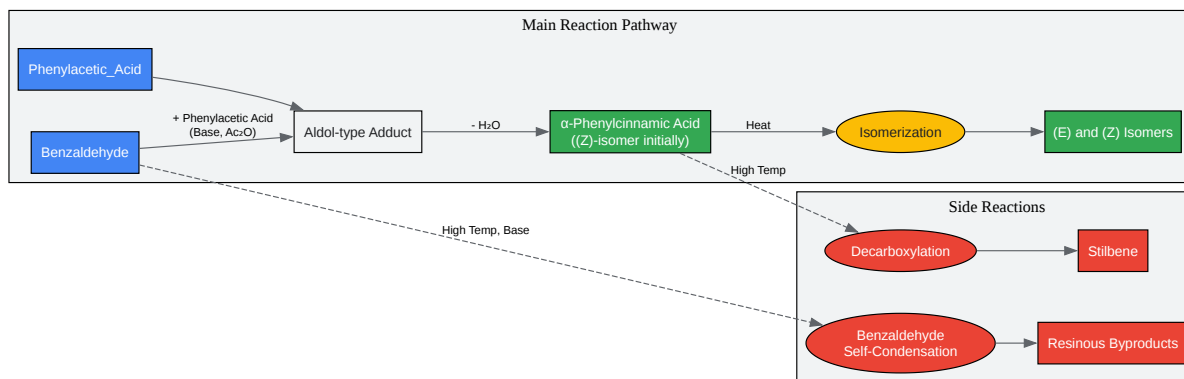 Main Reaction Pathway
Phenylacetic_Acid
Benzaldehyde
+ Phenylacetic Acid
(Base, Ac₂O)
Aldol-type Adduct
- H₂O
α-Phenylcinnamic Acid
((Z)-isomer initially)
Heat
Isomerization
(E) and (Z) Isomers
High Temp
High Temp, Base
Side Reactions
Decarboxylation
Stilbene
Benzaldehyde
Self-Condensation
Resinous Byproducts